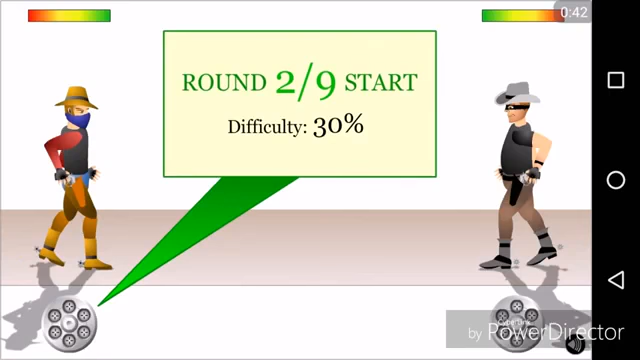 0:42
ROUND 2/9 START
Difficulty: 30%
by PowerDirector